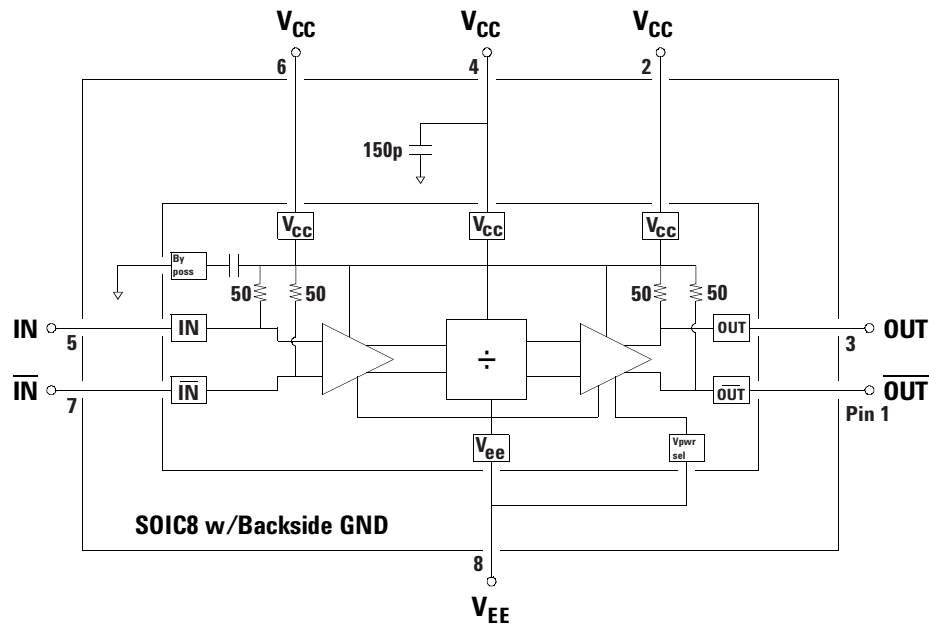 VCC VCC VCC
6 4 2
150p
Vcc Vcc Vcc
By
poss
50 50 50 50
IN IN OUT OUT
5 3
÷
IN IN OUT OUT
7 Pin 1
Vee
Vpwr
sel
SOIC8 w/Backside GND
8
VEE